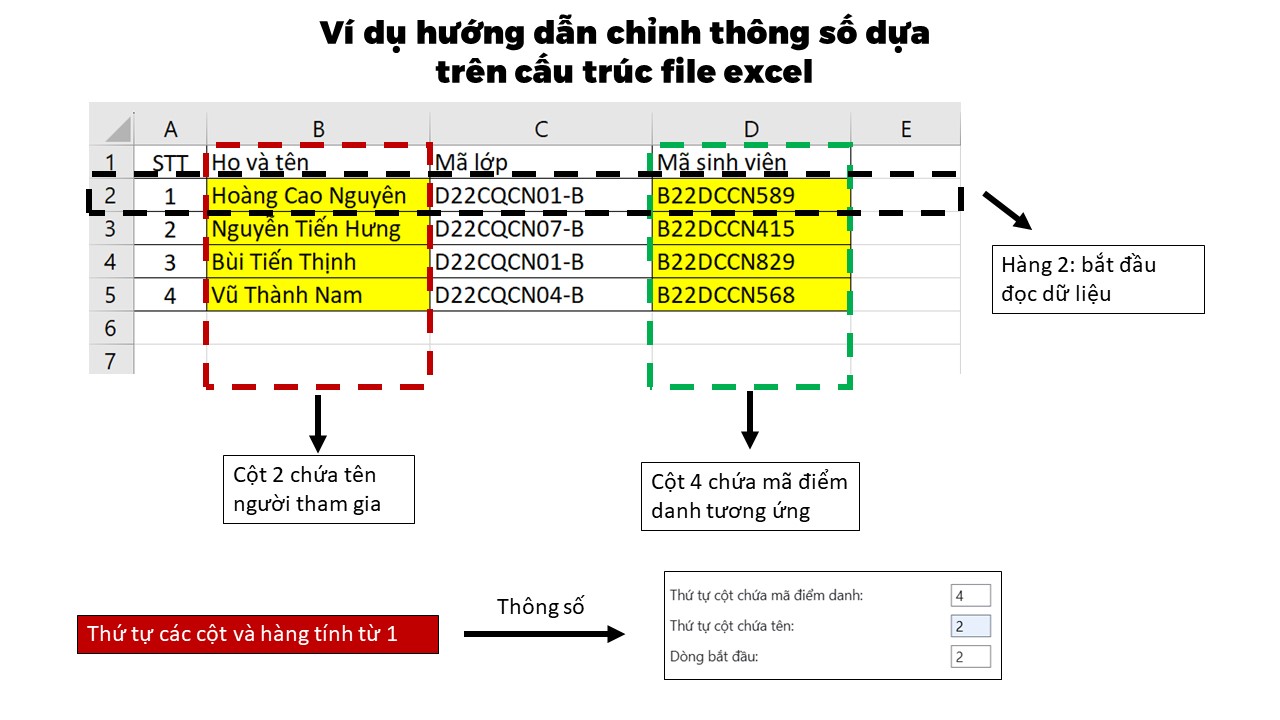 Ví dụ hướng dẫn chỉnh thông số dựa
trên cấu trúc file excel
A B C D E
1 STT Họ và tên Mã lớp Mã sinh viên
2 1 Hoàng Cao Nguyên D22CQCN01-B B22DCCN589
3 2 Nguyễn Tiến Hưng D22CQCN07-B B22DCCN415
4 3 Bùi Tiến Thịnh D22CQCN01-B B22DCCN829
5 4 Vũ Thành Nam D22CQCN04-B B22DCCN568
6
7
Hàng 2: bắt đầu
đọc dữ liệu
Cột 2 chứa tên
người tham gia
Cột 4 chứa mã điểm
danh tương ứng
Thứ tự các cột và hàng tính từ 1
Thông số
Thứ tự cột chứa mã điểm danh: 4
Thứ tự cột chứa tên: 2
Dòng bắt đầu: 2